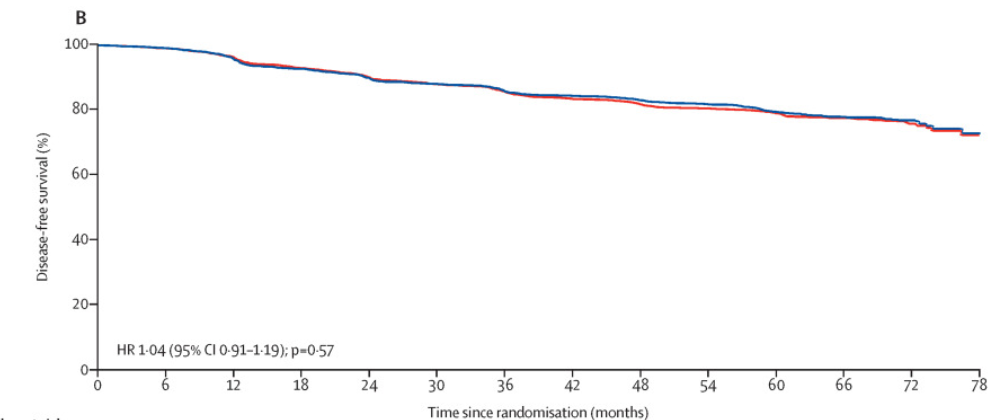 B
100
80
60
40
20
0
Disease-free survival (%)
HR 1·04 (95% CI 0·91–1·19); p=0·57
0 6 12 18 24 30 36 42 48 54 60 66 72 78
Time since randomisation (months)